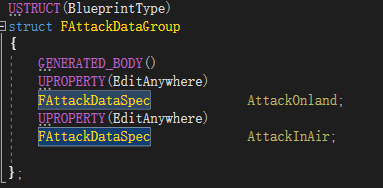 USTRUCT(BlueprintType)
struct FAttackDataGroup
{
GENERATED_BODY()
UPROPERTY(EditAnywhere)
FAttackDataSpec AttackOnland;
UPROPERTY(EditAnywhere)
FAttackDataSpec AttackInAir;
};